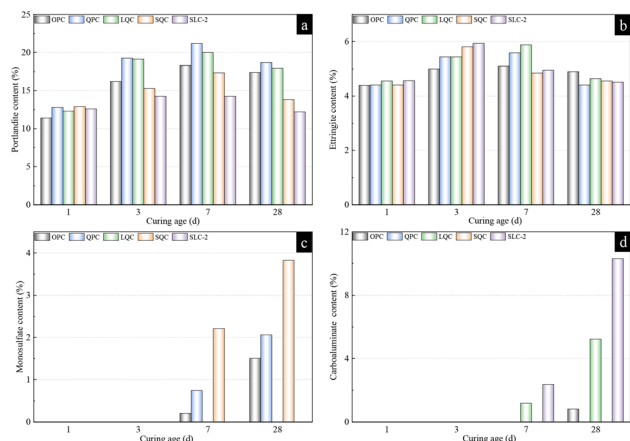 OPC QPC LQC SQC SLC-2
a
Portlandite content (%)
25
20
15
10
5
0
1 3 7 28
Curing age (d)
OPC QPC LQC SQC SLC-2
b
Ettringite content (%)
6
4
2
0
1 3 7 28
Curing age (d)
OPC QPC LQC SQC SLC-2
c
Monosulfate content (%)
4
3
2
1
0
1 3 7 28
Curing age (d)
OPC QPC LQC SQC SLC-2
d
Carboaluminate content (%)
12
8
4
0
1 3 7 28
Curing age (d)